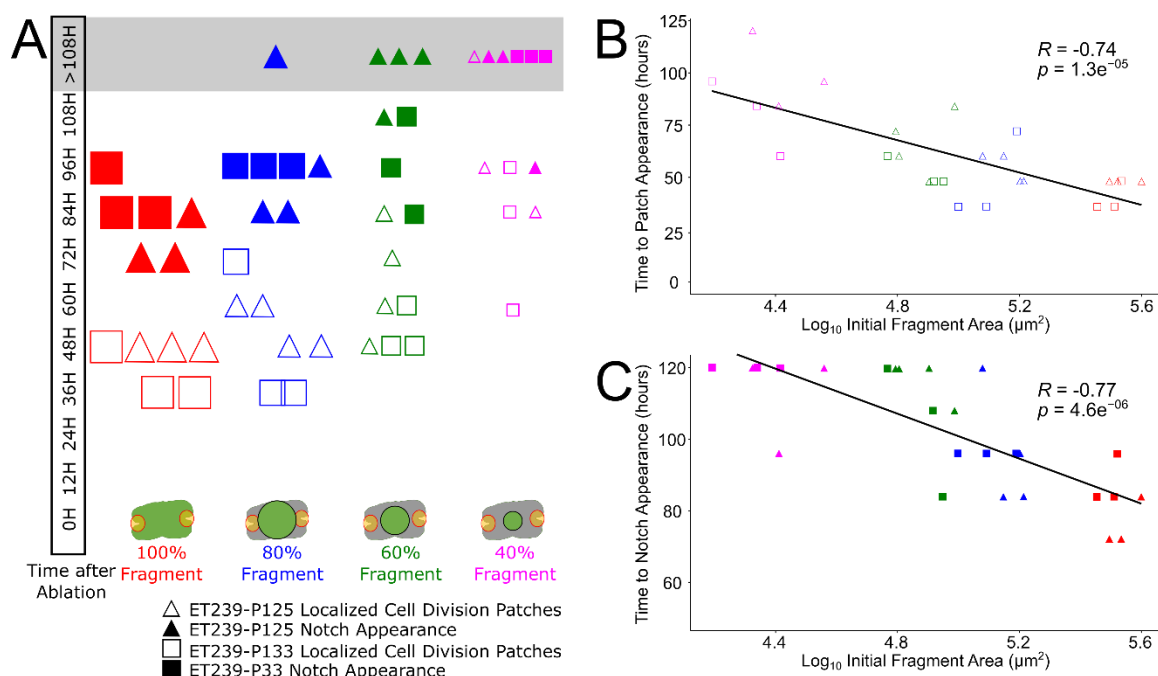 A
>108H
108H
96H
84H
72H
60H
48H
36H
24H
12H
0H
Time after
Ablation
100%
Fragment
80%
Fragment
60%
Fragment
40%
Fragment
ET239-P125 Localized Cell Division Patches
ET239-P125 Notch Appearance
ET239-P133 Localized Cell Division Patches
ET239-P33 Notch Appearance
B
Time to Patch Appearance (hours)
125
100
75
50
25
0
R = -0.74
p = 1.3e⁻⁰⁵
4.4 4.8 5.2 5.6
Log₁₀ Initial Fragment Area (µm²)
C
Time to Notch Appearance (hours)
120
100
80
60
R = -0.77
p = 4.6e⁻⁰⁶
4.4 4.8 5.2 5.6
Log₁₀ Initial Fragment Area (µm²)